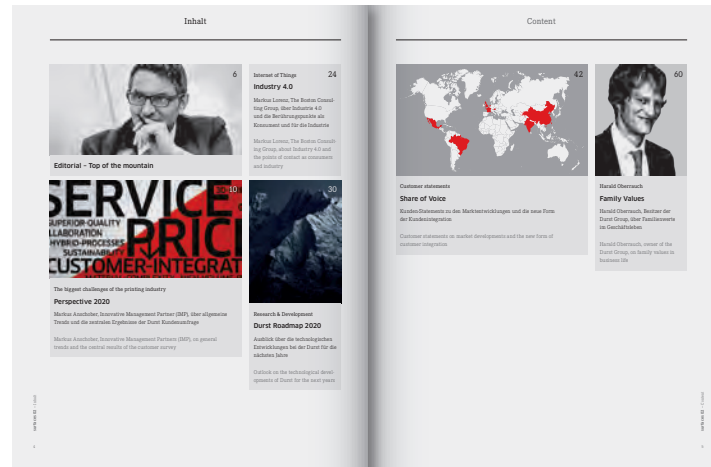 Inhalt
6
Editorial – Top of the mountain
Internet of Things
24
Industry 4.0
Markus Lorenz, The Boston Consul-
ting Group, über Industrie 4.0
und die Berührungspunkte als
Konsument und für die Industrie
Markus Lorenz, The Boston Consult-
ing Group, about Industry 4.0 and
the points of contact as consument
and industry
SERVICE
10
SUPERIOR-QUALITY
LLABORATION
HYBRID-PROCESSES
SUSTAINABILITY
PRICI
CUSTOMER-INTEGRAT
The biggest challenges of the printing industry
Perspective 2020
Markus Anschober, Innovative Management Partner (IMP), über allgemeine
Trends und die zentralen Ergebnisse der Durst Kundenumfrage
Markus Anschober, Innovative Management Partners (IMP), on general
trends and the central results of the customer survey
30
Research & Development
Durst Roadmap 2020
Ausblick über die technologischen
Entwicklungen bei der Durst für die
nächsten Jahre
Outlook on the technological devel-
opments of Durst for the next years
Content
42
Customer statements
Share of Voice
Kunden-Statements zu den Marktentwicklungen und die neue Form
der Kundenintegration
Customer statements on market developments and the new form of
customer integration
60
Harald Oberrauch
Family Values
Harald Oberrauch, Besitzer der
Durst Group, über Familienwerte
im Geschäftsleben
Harald Oberrauch, owner of the
Durst Group, on family values in
business life